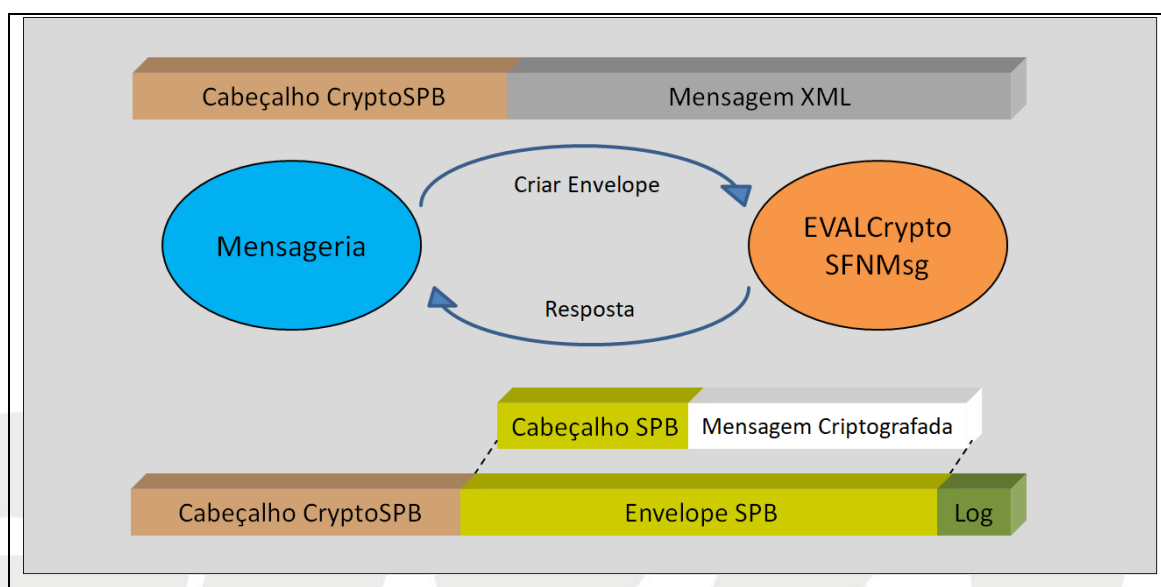 Cabeçalho CryptoSPB
Mensagem XML
Criar Envelope
Mensageria
EVALCrypto
SFNMsg
Resposta
Cabeçalho SPB
Mensagem Criptografada
Cabeçalho CryptoSPB
Envelope SPB
Log